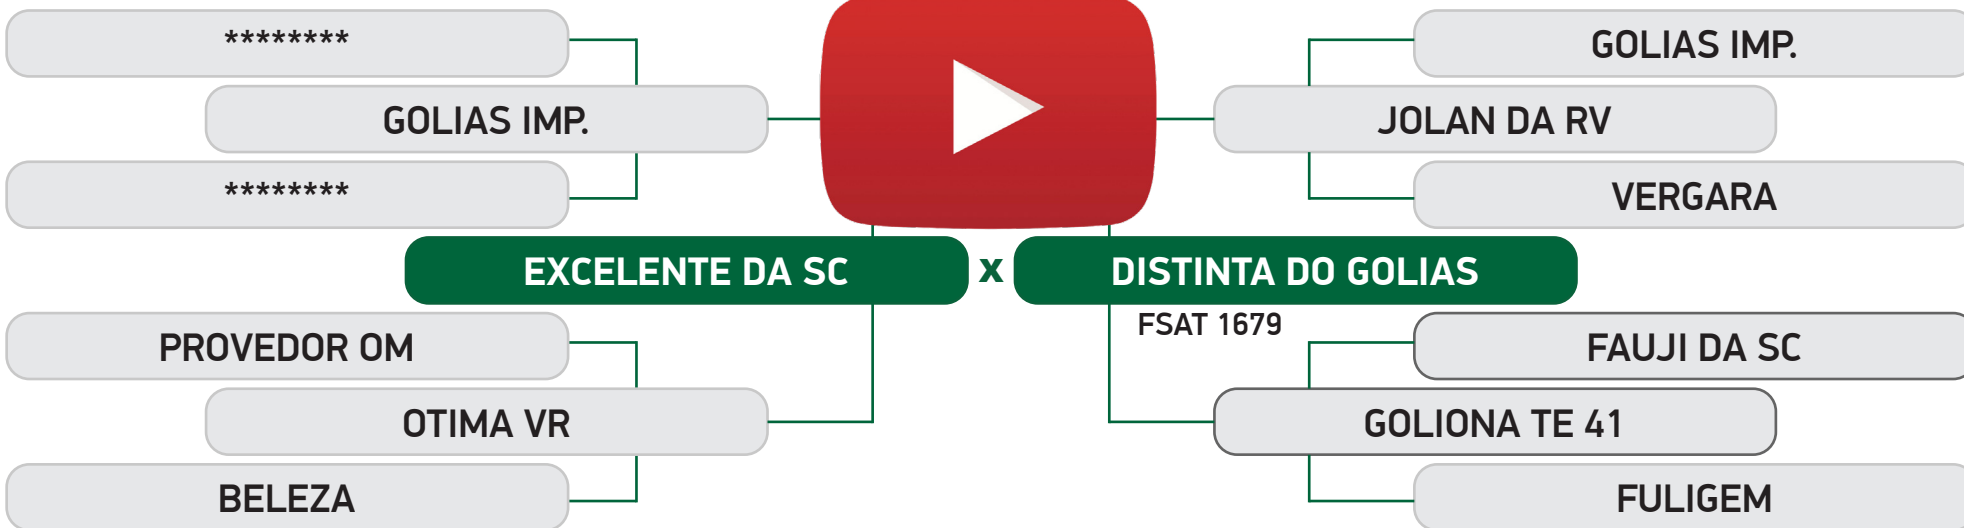 ********
GOLIAS IMP.
********
EXCELENTE DA SC
PROVEDOR OM
OTIMA VR
BELEZA
x
GOLIAS IMP.
JOLAN DA RV
VERGARA
DISTINTA DO GOLIAS
FSAT 1679
FAUJI DA SC
GOLIONA TE 41
FULIGEM